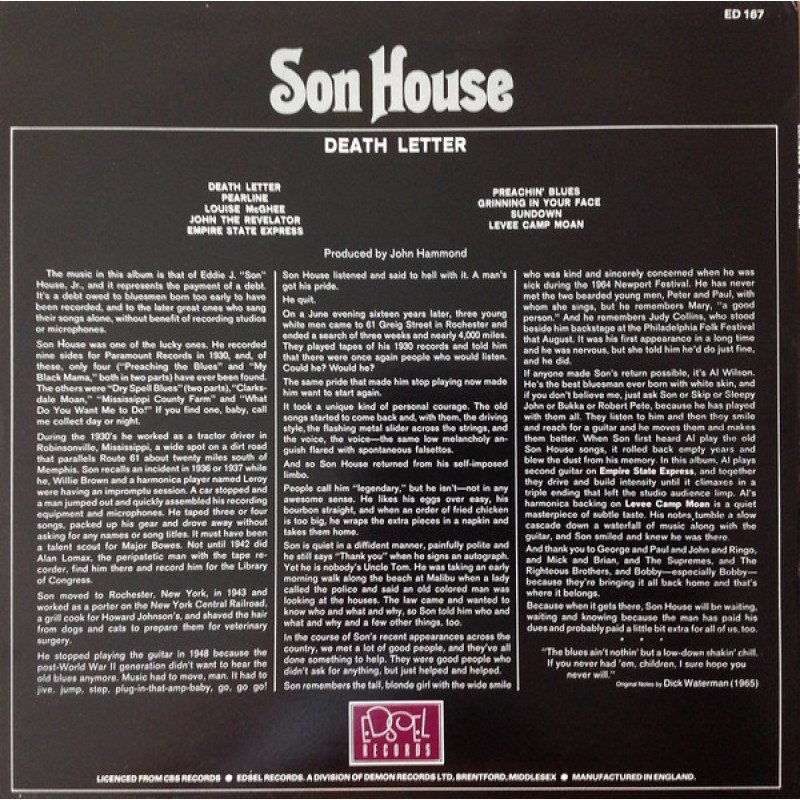 ED 167
Son House
DEATH LETTER
DEATH LETTER
PEARLINE
LOUISE McGHEE
JOHN THE REVELATOR
EMPIRE STATE EXPRESS
PREACHIN' BLUES
GRINNING IN YOUR FACE
SUNDOWN
LEVEE CAMP MOAN
Produced by John Hammond
The music in this album is that of Eddie J. "Son"
House, Jr., and it represents the payment of a debt.
It's a debt owed to bluesmen born too early to have
been recorded, and to the later great ones who sang
their songs alone, without benefit of recording studios
or microphones.
Son House was one of the lucky ones. He recorded
nine sides for Paramount Records in 1930, and, of
these, only four ("Preaching the Blues" and "My
Black Mama," both in two parts) have ever been found.
The others were "Dry Spell Blues" (two parts), "Clarks-
dale Moan," "Mississippi County Farm" and "What
Do You Want Me to Do?" If you find one, baby, call
me collect day or night.
During the 1930's he worked as a tractor driver in
Robinsonville, Mississippi, a wide spot on a dirt road
that parallels Route 61 about twenty miles south of
Memphis. Son recalls an incident in 1936 or 1937 while
he, Willie Brown and a harmonica player named Leroy
were having an impromptu session. A car stopped and
a man jumped out and quickly assembled his recording
equipment and microphones. He taped three or four
songs, packed up his gear and drove away without
asking for any names or song titles. It must have been
a talent scout for Major Bowes. Not until 1942 did
Alan Lomax, the peripatetic man with the tape re-
corder, find him there and record him for the Library
of Congress.
Son moved to Rochester, New York, in 1943 and
worked as a porter on the New York Central Railroad,
a grill cook for Howard Johnson's, and shaved the hair
from dogs and cats to prepare them for veterinary
surgery.
He stopped playing the guitar in 1948 because the
post-World War II generation didn't want to hear the
old blues anymore. Music had to move, man. It had to
jive, jump, stomp, plug-in-that-amp-baby, go, go, go!
Son House listened and said to hell with it. A man's
got his pride.
He quit.
On a June evening sixteen years later, three young
white men came to 61 Greig Street in Rochester and
ended a search of three weeks and nearly 4,000 miles.
They played tapes of his 1930 records and told him
that there were once again people who would listen.
Could he? Would he?
The same pride that made him stop playing now made
him want to start again.
It took a unique kind of personal courage. The old
songs started to come back and, with them, the driving
style, the flashing metal slider across the strings, and
the voice, the voice—the same low melancholy an-
guish flared with spontaneous falsettos.
And so Son House returned from his self-imposed
limbo.
People call him "legendary," but he isn't—not in any
awesome sense. He likes his eggs over easy, his
bourbon straight, and when an order of fried chicken
is too big, he wraps the extra pieces in a napkin and
takes them home.
Son is quiet in a diffident manner, painfully polite and
he still says "Thank you" when he signs an autograph.
Yet he is nobody's Uncle Tom. He was taking an early
morning walk along the beach at Malibu when a lady
called the police and said an old colored man was
looking at the houses. The law came and wanted to
know who and what and why, so Son told him who and
what and why and a few other things, too.
In the course of Son's recent appearances across the
country, we met a lot of good people, and they've all
done something to help. They were good people who
didn't ask for anything, but just helped and helped.
Son remembers the tall, blonde girl with the wide smile
who was kind and sincerely concerned when he was
sick during the 1964 Newport Festival. He has never
met the two bearded young men, Peter and Paul, with
whom she sings, but he remembers Mary, "a good
person." And he remembers Judy Collins, who stood
beside him backstage at the Philadelphia Folk Festival
that August. It was his first appearance in a long time
and he was nervous, but she told him he'd do just fine,
and he did.
If anyone made Son's return possible, it's Al Wilson.
He's the best bluesman ever born with white skin, and
if you don't believe me, just ask Son or Skip or Sleepy
John or Bukka or Robert Pete, because he has played
with them all. They listen to him and then they smile
and reach for a guitar and he moves them and makes
them better. When Son first heard Al play the old
Son House songs, it rolled back empty years and
blew the dust from his memory. In this album, Al plays
second guitar on Empire State Express, and together
they drive and build intensity until it climaxes in a
triple ending that left the studio audience limp. Al's
harmonica backing on Levee Camp Moan is a quiet
masterpiece of subtle taste. His notes tumble a slow
cascade down a waterfall of music along with the
guitar, and Son smiled and knew he was there.
And thank you to George and Paul and John and Ringo,
and Mick and Brian, and The Supremes, and The
Righteous Brothers, and Bobby—especially Bobby—
because they're bringing it all back home and that's
where it belongs.
Because when it gets there, Son House will be waiting,
waiting and knowing because the man has paid his
dues and probably paid a little bit extra for all of us, too.
* * *
"The blues ain't nothin' but a low-down shakin' chill,
If you never had 'em, children, I sure hope you
never will."
Original Notes by Dick Waterman (1965)
EDSEL
RECORDS
LICENCED FROM CBS RECORDS ● EDSEL RECORDS. A DIVISION OF DEMON RECORDS LTD, BRENTFORD, MIDDLESEX ● MANUFACTURED IN ENGLAND.